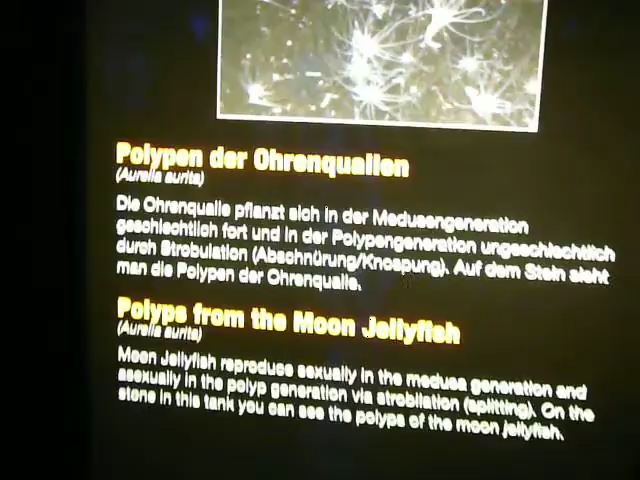 Polypen der Ohrenquallen
(Aurelia aurita)
Die Ohrenqualle pflanzt sich in der Medusengeneration
geschlechtlich fort und in der Polypengeneration ungeschlechtlich
durch Strobulation (Abschnürung/Knospung). Auf dem Stein sieht
man die Polypen der Ohrenqualle.
Polyps from the Moon Jellyfish
(Aurelia aurita)
Moon Jellyfish reproduce sexually in the medusa generation and
asexually in the polyp generation via strobilation (splitting). On the
stone in this tank you can see the polyps of the moon jellyfish.